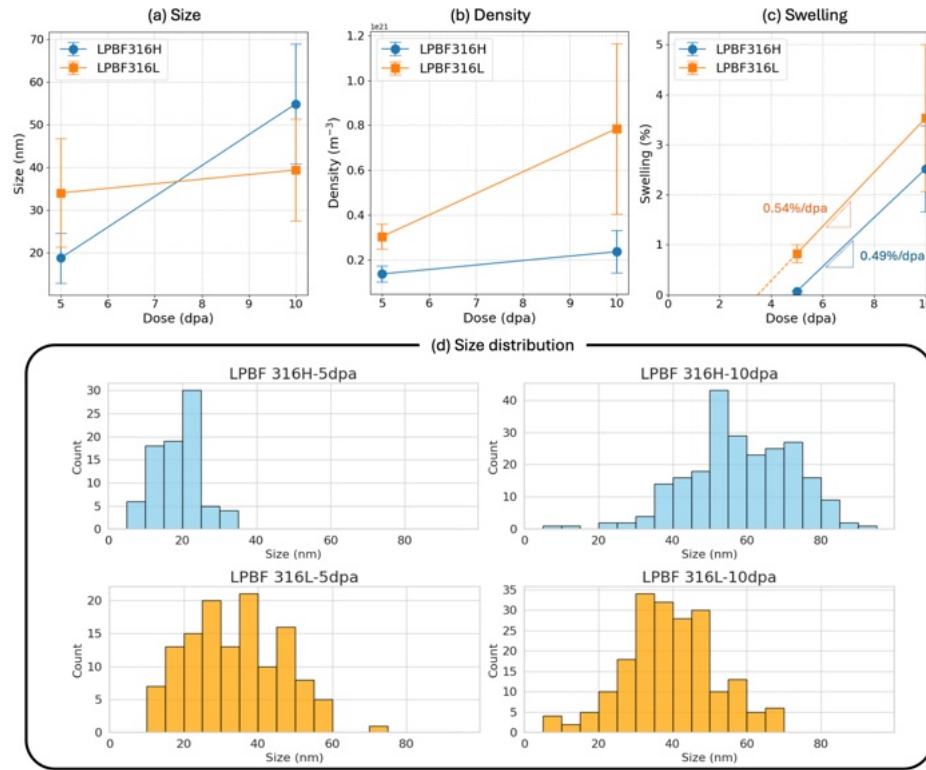 (a) Size
(b) Density
(c) Swelling
70
60
50
40
30
20
Size (nm)
LPBF316H
LPBF316L
5
6
7
8
9
10
Dose (dpa)
1e21
1.2
1.0
0.8
0.6
0.4
0.2
Density (m⁻³)
LPBF316H
LPBF316L
5
6
7
8
9
10
Dose (dpa)
5
4
3
2
1
0
Swelling (%)
LPBF316H
LPBF316L
0.54%/dpa
0.49%/dpa
0
2
4
6
8
1
Dose (dpa)
(d) Size distribution
LPBF 316H-5dpa
30
25
20
15
10
5
0
Count
0
20
40
60
80
Size (nm)
LPBF 316H-10dpa
40
30
20
10
0
Count
0
20
40
60
80
Size (nm)
LPBF 316L-5dpa
20
15
10
5
0
Count
0
20
40
60
80
Size (nm)
LPBF 316L-10dpa
35
30
25
20
15
10
5
0
Count
0
20
40
60
80
Size (nm)